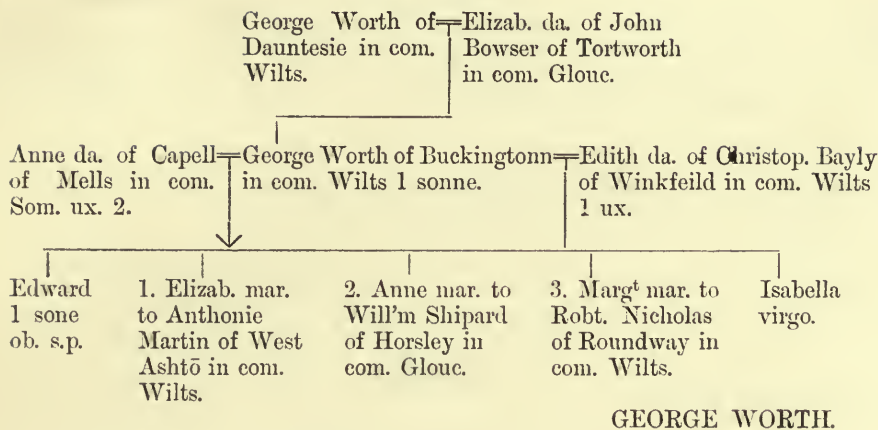 George Worth of
Dauntesie in com.
Wilts.
Elizab. da. of John
Bowser of Tortworth
in com. Glouc.
Anne da. of Capell
of Mells in com.
Som. ux. 2.
George Worth of Buckingtonn
in com. Wilts 1 sonne.
Edith da. of Christop. Bayly
of Winkfeild in com. Wilts
1 ux.
Edward
1 sone
ob. s.p.
1. Elizab. mar.
to Anthonie
Martin of West
Ashtō in com.
Wilts.
2. Anne mar. to
Will'm Shipard
of Horsley in
com. Glouc.
3. Margᵗ mar. to
Robt. Nicholas
of Roundway in
com. Wilts.
Isabella
virgo.
GEORGE WORTH.